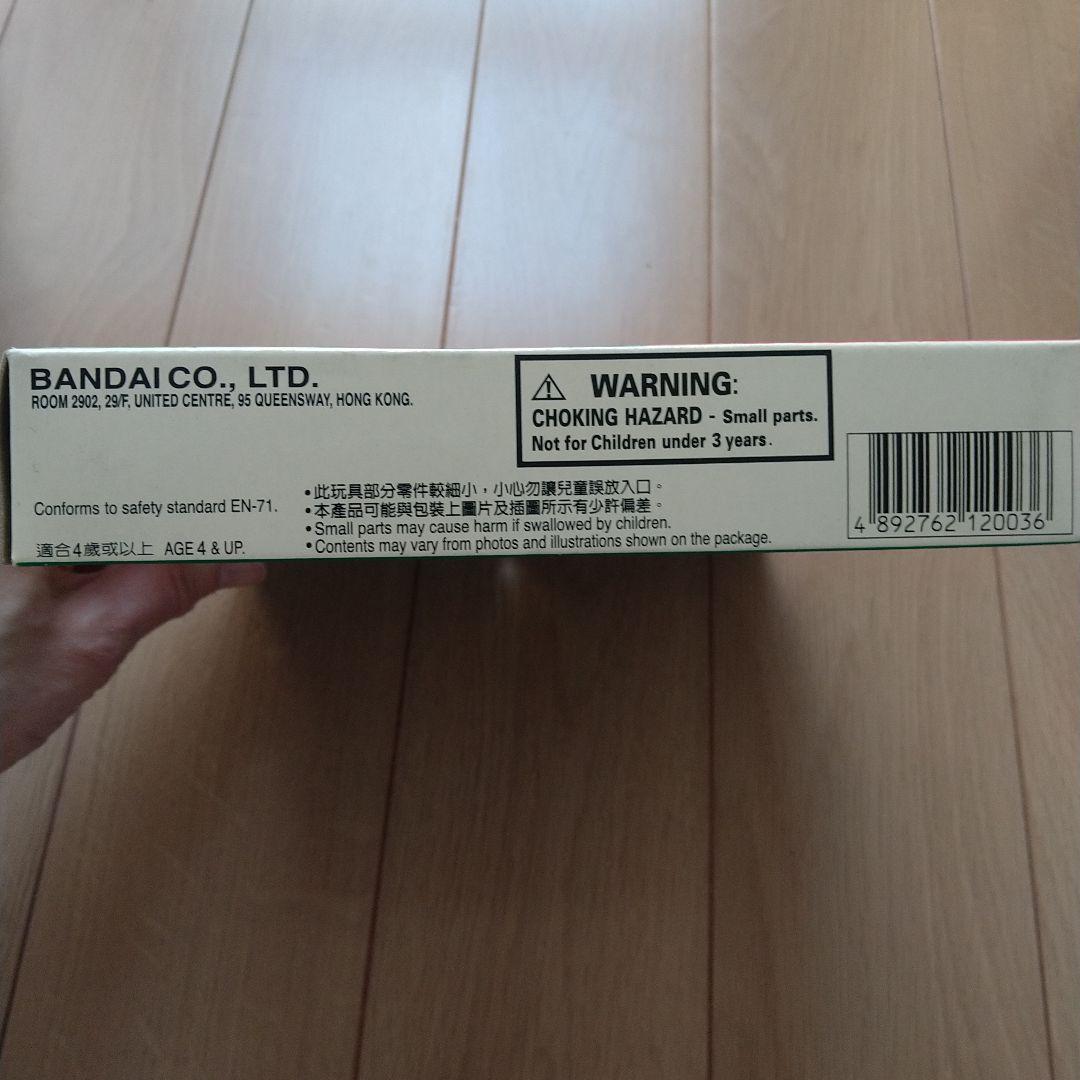 BANDAI CO., LTD.
ROOM 2902, 29/F, UNITED CENTRE, 95 QUEENSWAY, HONG KONG.
Conforms to safety standard EN-71.
適合4歲或以上 AGE 4 & UP.
•此玩具部分零件較細小，小心勿讓兒童誤放入口。
•本產品可能與包裝上圖片及插圖所示有少許偏差。
•Small parts may cause harm if swallowed by children.
•Contents may vary from photos and illustrations shown on the package.
⚠ WARNING:
CHOKING HAZARD - Small parts.
Not for Children under 3 years.
4 892762 120036